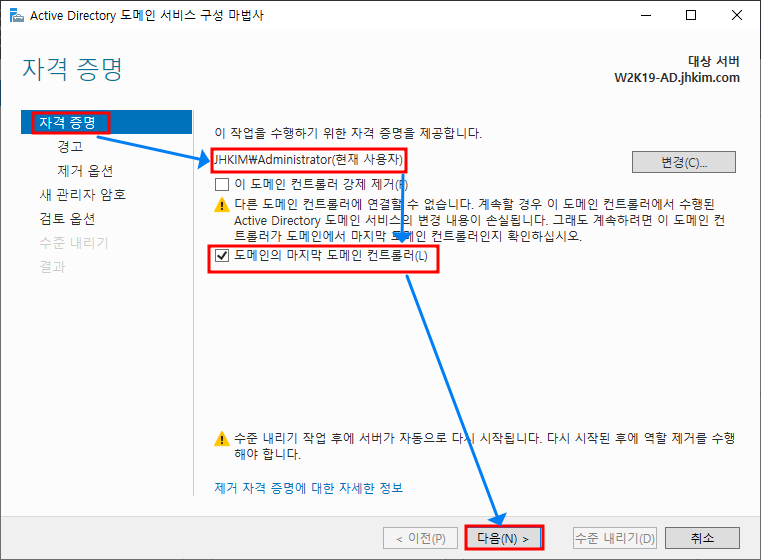 Active Directory 도메인 서비스 구성 마법사
자격 증명
대상 서버
W2K19-AD.jhkim.com
자격 증명
경고
제거 옵션
새 관리자 암호
검토 옵션
수준 내리기
결과
이 작업을 수행하기 위한 자격 증명을 제공합니다.
JHKIM₩Administrator(현재 사용자)
변경(C)...
이 도메인 컨트롤러 강제 제거(F)
다른 도메인 컨트롤러에 연결할 수 없습니다. 계속할 경우 이 도메인 컨트롤러에서 수행된
Active Directory 도메인 서비스의 변경 내용이 손실됩니다. 그래도 계속하려면 이 도메인 컨
트롤러가 도메인에서 마지막 도메인 컨트롤러인지 확인하십시오.
도메인의 마지막 도메인 컨트롤러(L)
수준 내리기 작업 후에 서버가 자동으로 다시 시작됩니다. 다시 시작된 후에 역할 제거를 수행
해야 합니다.
제거 자격 증명에 대한 자세한 정보
< 이전(P)
다음(N) >
수준 내리기(D)
취소